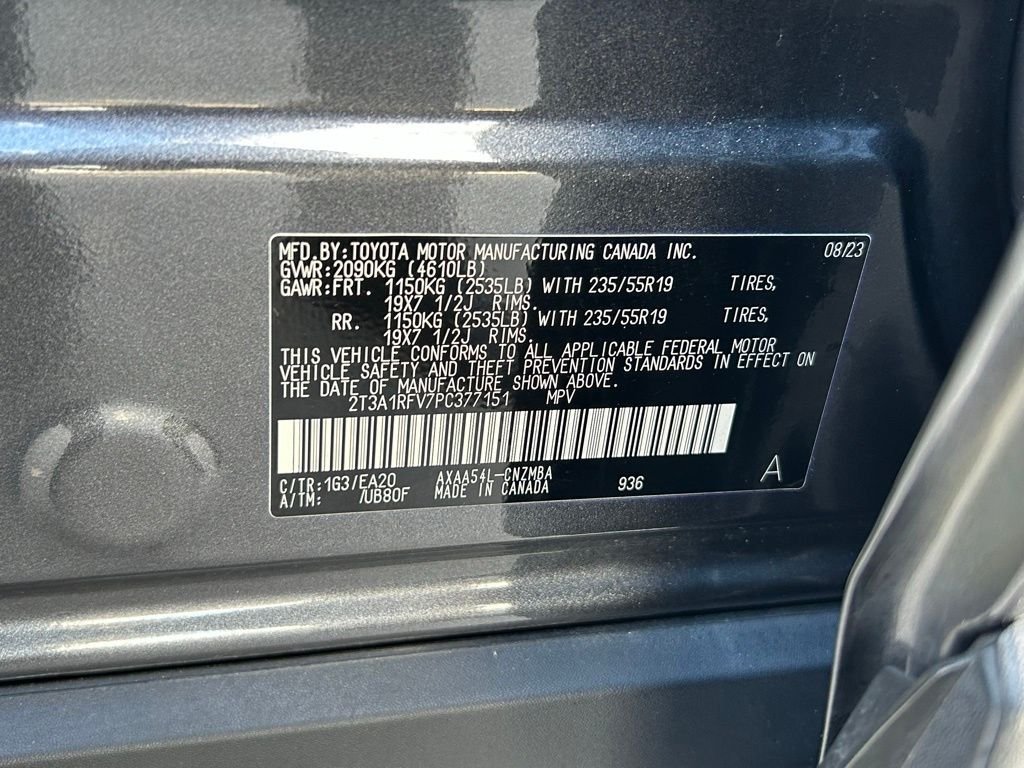 MFD.BY:TOYOTA MOTOR MANUFACTURING CANADA INC. 08/23
GVWR:2090KG (4610LB)
GAWR:FRT. 1150KG (2535LB) WITH 235/55R19 TIRES,
19X7 1/2J RIMS.
RR. 1150KG (2535LB) WITH 235/55R19 TIRES,
19X7 1/2J RIMS.
THIS VEHICLE CONFORMS TO ALL APPLICABLE FEDERAL MOTOR
VEHICLE SAFETY AND THEFT PREVENTION STANDARDS IN EFFECT ON
THE DATE OF MANUFACTURE SHOWN ABOVE.
2T3A1RFV7PC377151 MPV
C/TR:1G3/EA20 AXAA54L-CNZMBA 936 A
A/TM: /UB80F MADE IN CANADA